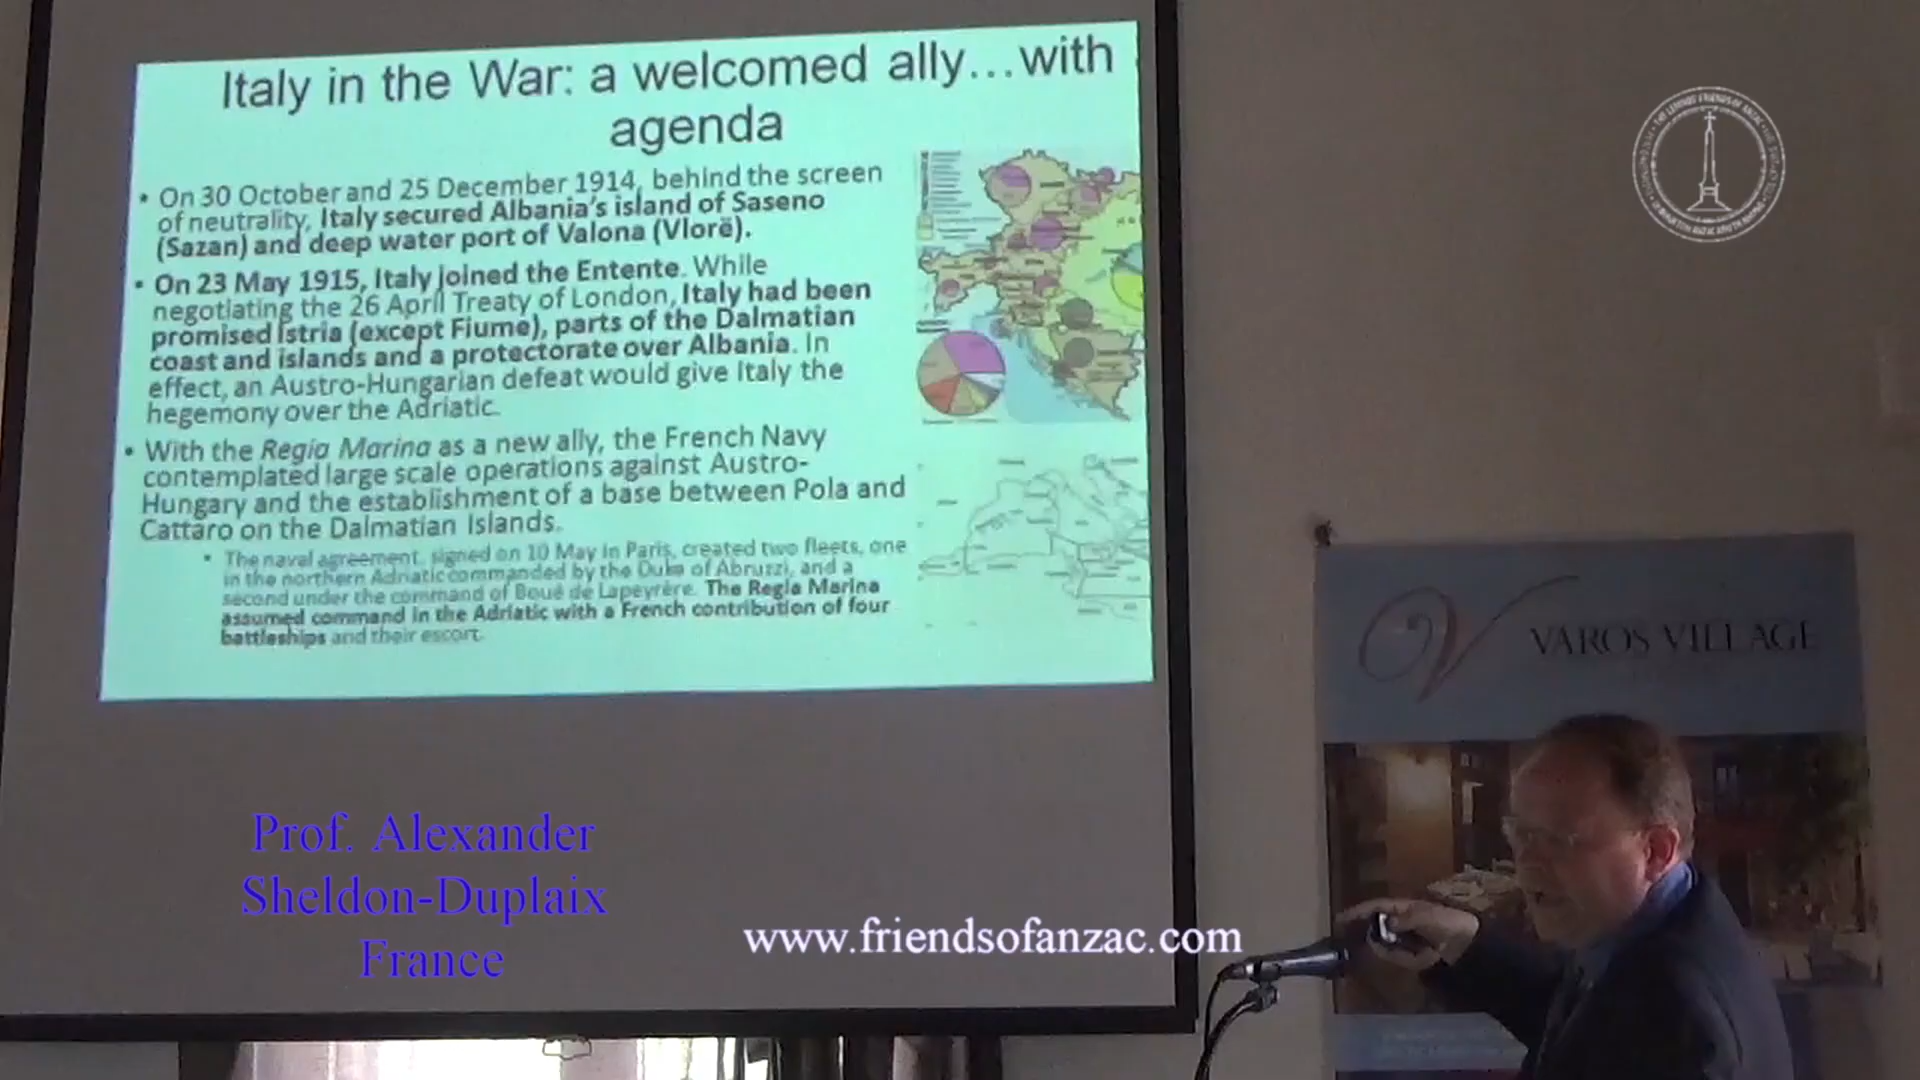 Italy in the War: a welcomed ally…with
agenda
• On 30 October and 25 December 1914, behind the screen
of neutrality, Italy secured Albania's island of Saseno
(Sazan) and deep water port of Valona (Vlorë).
• On 23 May 1915, Italy joined the Entente. While
negotiating the 26 April Treaty of London, Italy had been
promised Istria (except Fiume), parts of the Dalmatian
coast and islands and a protectorate over Albania. In
effect, an Austro-Hungarian defeat would give Italy the
hegemony over the Adriatic.
• With the Regia Marina as a new ally, the French Navy
contemplated large scale operations against Austro-
Hungary and the establishment of a base between Pola and
Cattaro on the Dalmatian Islands.
• The naval agreement, signed on 10 May in Paris, created two fleets, one
in the northern Adriatic commanded by the Duke of Abruzzi, and a
second under the command of Boué de Lapeyrère. The Regia Marina
assumed command in the Adriatic with a French contribution of four
battleships and their escort.
V VAROS VILLAGE
Prof. Alexander
Sheldon-Duplaix
France
www.friendsofanzac.com